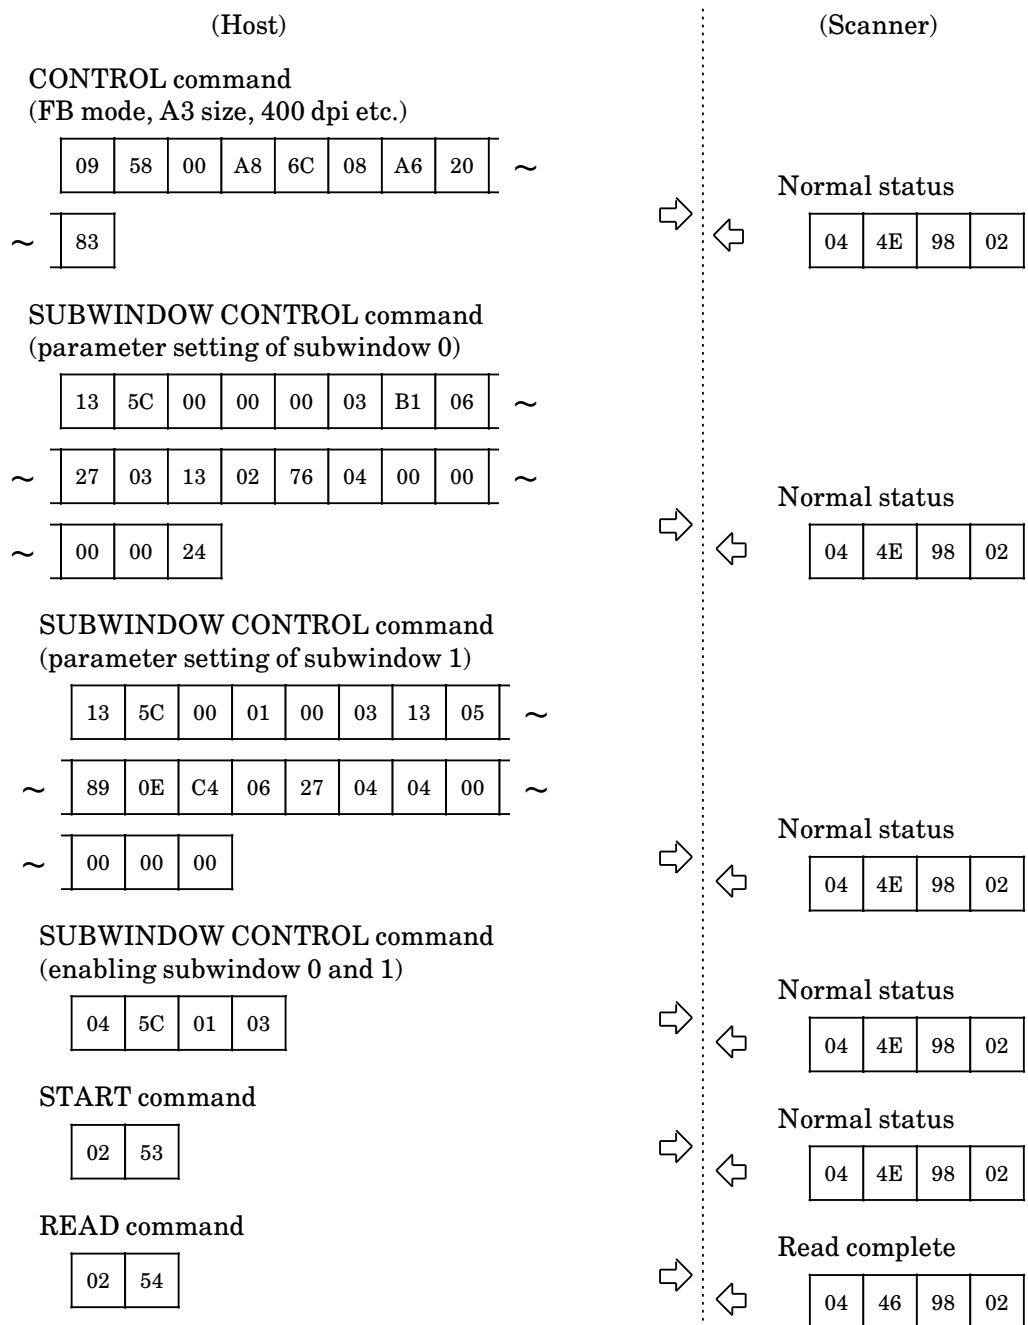 (Host) (Scanner)
CONTROL command
(FB mode, A3 size, 400 dpi etc.)
09 58 00 A8 6C 08 A6 20 ~
Normal status
~ 83
04 4E 98 02
SUBWINDOW CONTROL command
(parameter setting of subwindow 0)
13 5C 00 00 00 03 B1 06 ~
~ 27 03 13 02 76 04 00 00 ~
Normal status
~ 00 00 24
04 4E 98 02
SUBWINDOW CONTROL command
(parameter setting of subwindow 1)
13 5C 00 01 00 03 13 05 ~
~ 89 0E C4 06 27 04 04 00 ~
Normal status
~ 00 00 00
04 4E 98 02
SUBWINDOW CONTROL command
(enabling subwindow 0 and 1)
Normal status
04 5C 01 03
04 4E 98 02
START command
Normal status
02 53
04 4E 98 02
READ command
Read complete
02 54
04 46 98 02